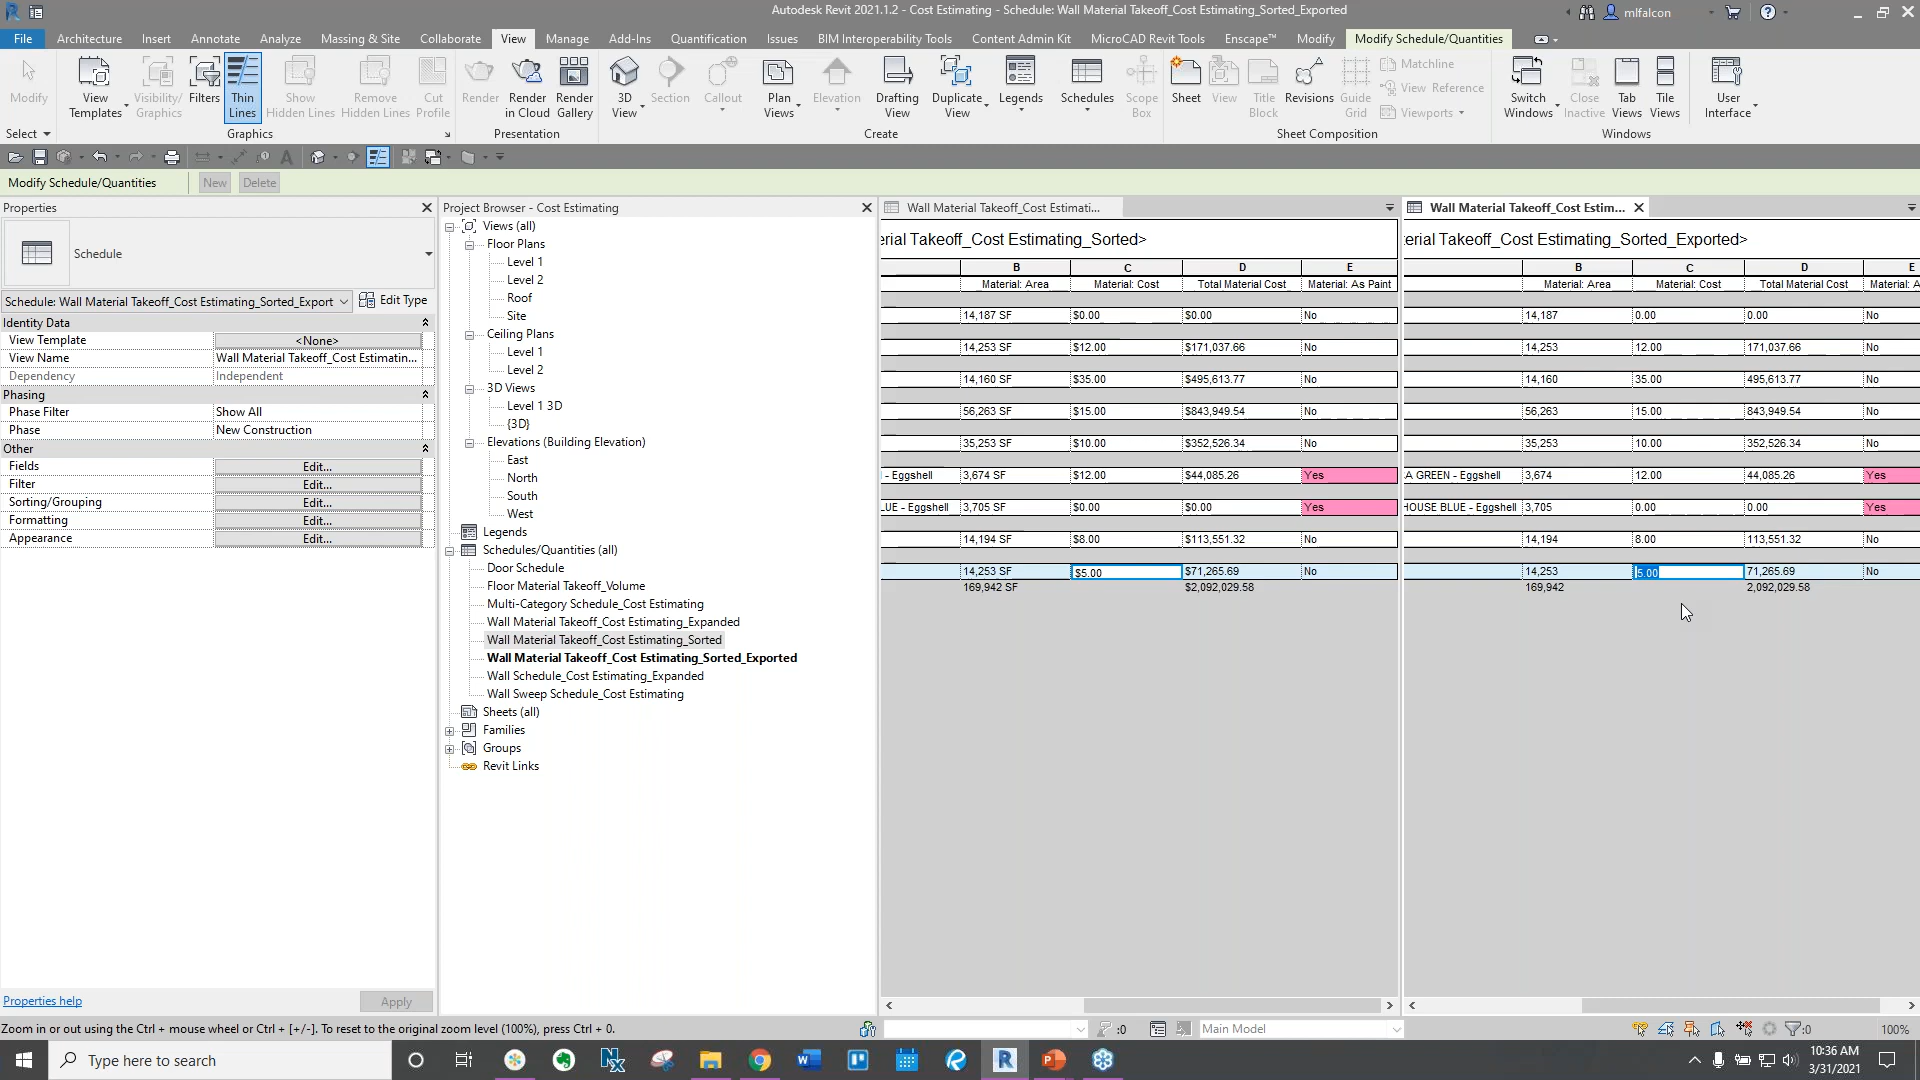 Autodesk Revit 2021.1.2 - Cost Estimating - Schedule: Wall Material Takeoff_Cost Estimating_Sorted_Exported
mlfalcon
File Architecture Insert Annotate Analyze Massing & Site Collaborate View Manage Add-Ins Quantification Issues BIM Interoperability Tools Content Admin Kit MicroCAD Revit Tools Enscape™ Modify Modify Schedule/Quantities
Modify
View Templates
Visibility/ Graphics
Filters
Thin Lines
Show Hidden Lines
Remove Hidden Lines
Cut Profile
Render
Render in Cloud
Render Gallery
3D View
Section
Callout
Plan Views
Elevation
Drafting View
Duplicate View
Legends
Schedules
Scope Box
Sheet
View
Title Block
Revisions
Guide Grid
Matchline
View Reference
Viewports
Switch Windows
Close Inactive
Tab Views
Tile Views
User Interface
Select Graphics Presentation Create Sheet Composition Windows
Modify Schedule/Quantities New Delete
Properties
Schedule
Schedule: Wall Material Takeoff_Cost Estimating_Sorted_Export Edit Type
Identity Data
View Template <None>
View Name Wall Material Takeoff_Cost Estimatin...
Dependency Independent
Phasing
Phase Filter Show All
Phase New Construction
Other
Fields Edit...
Filter Edit...
Sorting/Grouping Edit...
Formatting Edit...
Appearance Edit...
Properties help Apply
Project Browser - Cost Estimating
Views (all)
Floor Plans
Level 1
Level 2
Roof
Site
Ceiling Plans
Level 1
Level 2
3D Views
Level 1 3D
{3D}
Elevations (Building Elevation)
East
North
South
West
Legends
Schedules/Quantities (all)
Door Schedule
Floor Material Takeoff_Volume
Multi-Category Schedule_Cost Estimating
Wall Material Takeoff_Cost Estimating_Expanded
Wall Material Takeoff_Cost Estimating_Sorted
Wall Material Takeoff_Cost Estimating_Sorted_Exported
Wall Schedule_Cost Estimating_Expanded
Wall Sweep Schedule_Cost Estimating
Sheets (all)
Families
Groups
Revit Links
Wall Material Takeoff_Cost Estimati...
erial Takeoff_Cost Estimating_Sorted>
B C D E
Material: Area Material: Cost Total Material Cost Material: As Paint
14,187 SF $0.00 $0.00 No
14,253 SF $12.00 $171,037.66 No
14,160 SF $35.00 $495,613.77 No
56,263 SF $15.00 $843,949.54 No
35,253 SF $10.00 $352,526.34 No
- Eggshell 3,674 SF $12.00 $44,085.26 Yes
LUE - Eggshell 3,705 SF $0.00 $0.00 Yes
14,194 SF $8.00 $113,551.32 No
14,253 SF $5.00 $71,265.69 No
169,942 SF $2,092,029.58
Wall Material Takeoff_Cost Estim...
terial Takeoff_Cost Estimating_Sorted_Exported>
B C D E
Material: Area Material: Cost Total Material Cost Material: A
14,187 0.00 0.00 No
14,253 12.00 171,037.66 No
14,160 35.00 495,613.77 No
56,263 15.00 843,949.54 No
35,253 10.00 352,526.34 No
A GREEN - Eggshell 3,674 12.00 44,085.26 Yes
HOUSE BLUE - Eggshell 3,705 0.00 0.00 Yes
14,194 8.00 113,551.32 No
14,253 5.00 71,265.69 No
169,942 2,092,029.58
Zoom in or out using the Ctrl + mouse wheel or Ctrl + [+/-]. To reset to the original zoom level (100%), press Ctrl + 0. :0 Main Model :0 100%
Type here to search
10:36 AM
3/31/2021